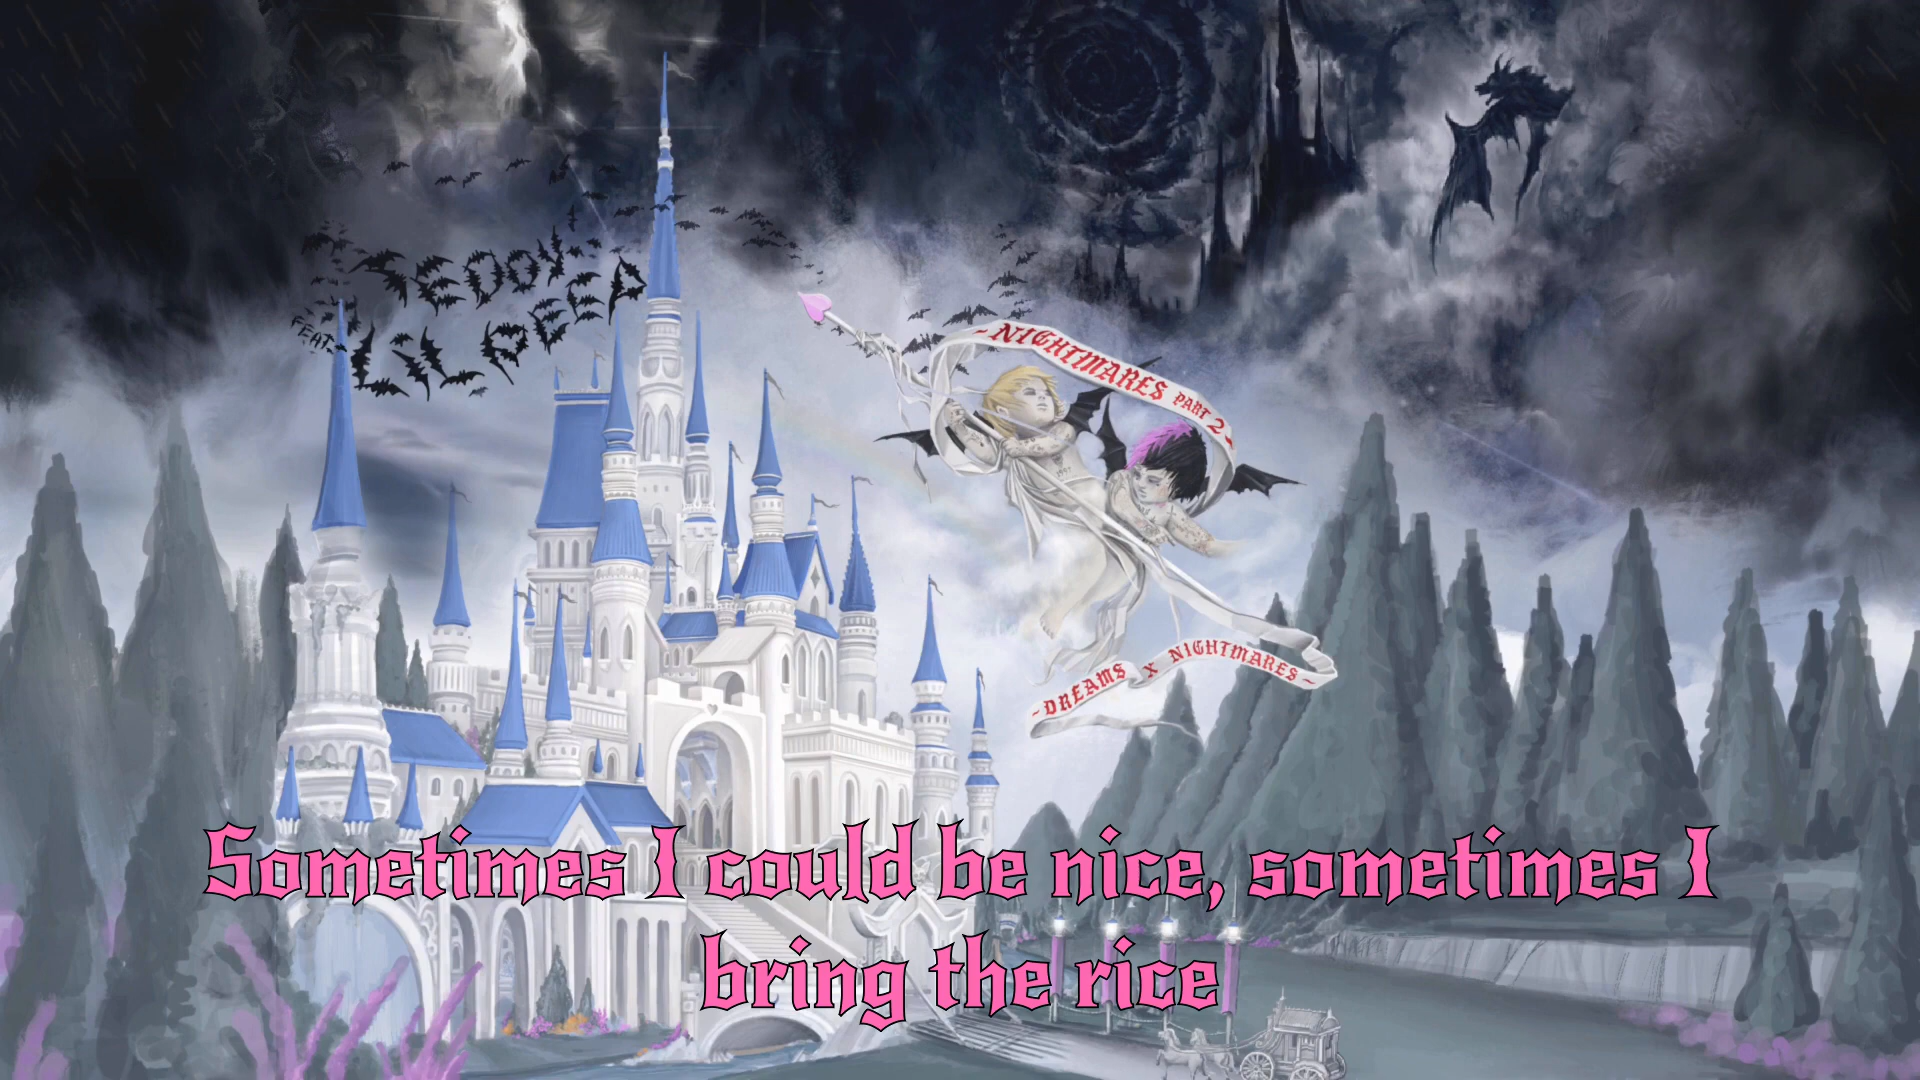 TEDDY
FEAT
LIL PEEP
- NIGHTMARES PART 2 -
- DREAMS X NIGHTMARES -
Sometimes I could be nice, sometimes I
bring the rice